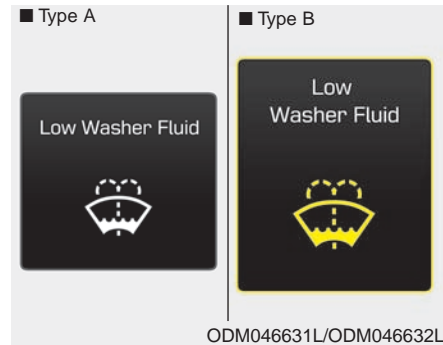 ■ Type A
Low Washer Fluid
■ Type B
Low
Washer Fluid
ODM046631L/ODM046632L